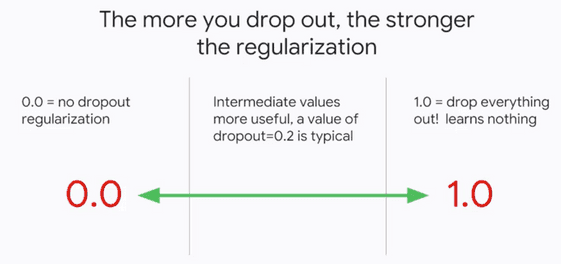 The more you drop out, the stronger
the regularization
0.0 = no dropout
regularization
Intermediate values
more useful, a value of
dropout=0.2 is typical
1.0 = drop everything
out! learns nothing
0.0
1.0